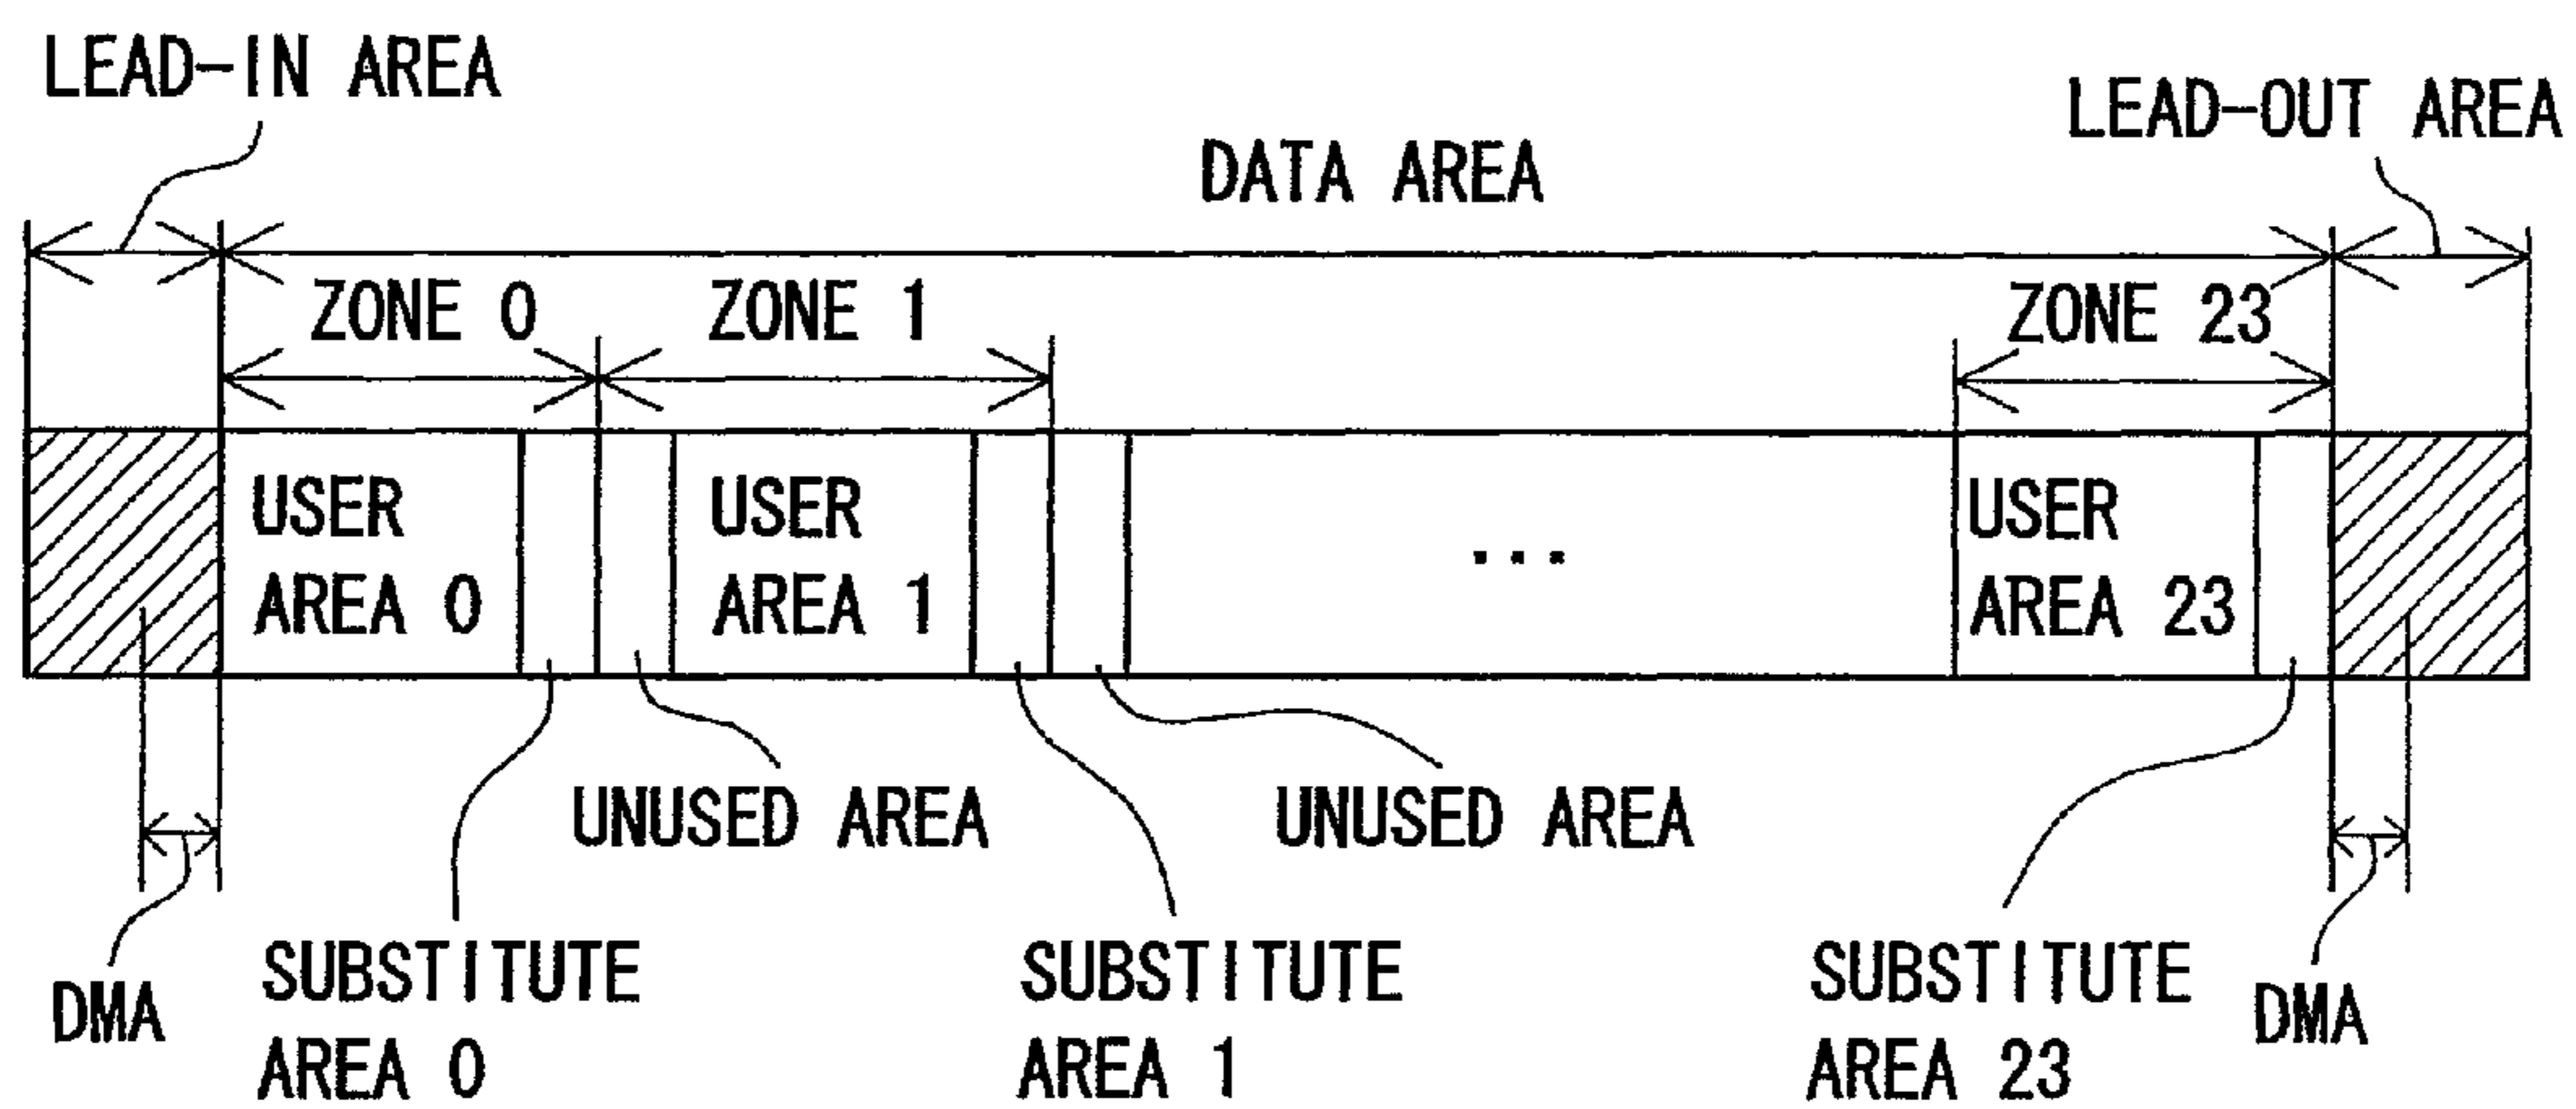 LEAD-IN AREA
LEAD-OUT AREA
DATA AREA
ZONE 0
ZONE 1
ZONE 23
USER
AREA 0
USER
AREA 1
...
USER
AREA 23
UNUSED AREA
UNUSED AREA
DMA
SUBSTITUTE
AREA 0
SUBSTITUTE
AREA 1
SUBSTITUTE
AREA 23
DMA